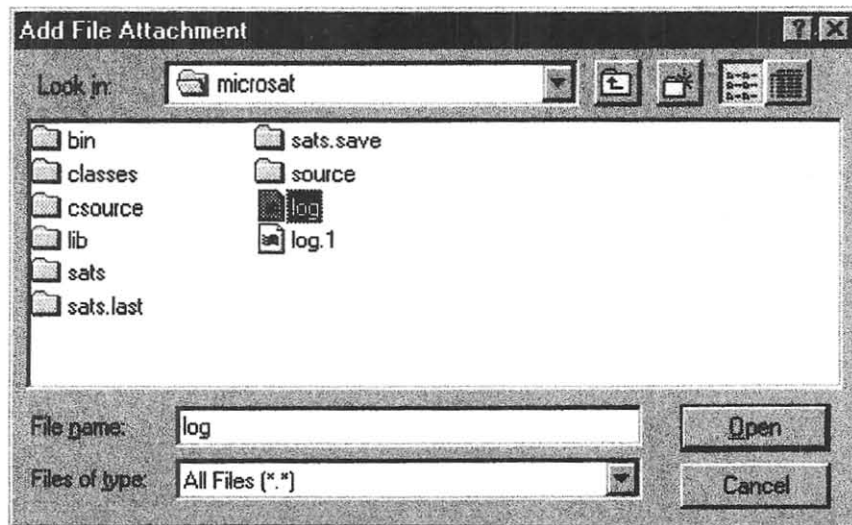 Add File Attachment
Look in: microsat
bin
classes
csource
lib
sats
sats.last
sats.save
source
log
log.1
File name: log
Open
Files of type: All Files (*.*)
Cancel